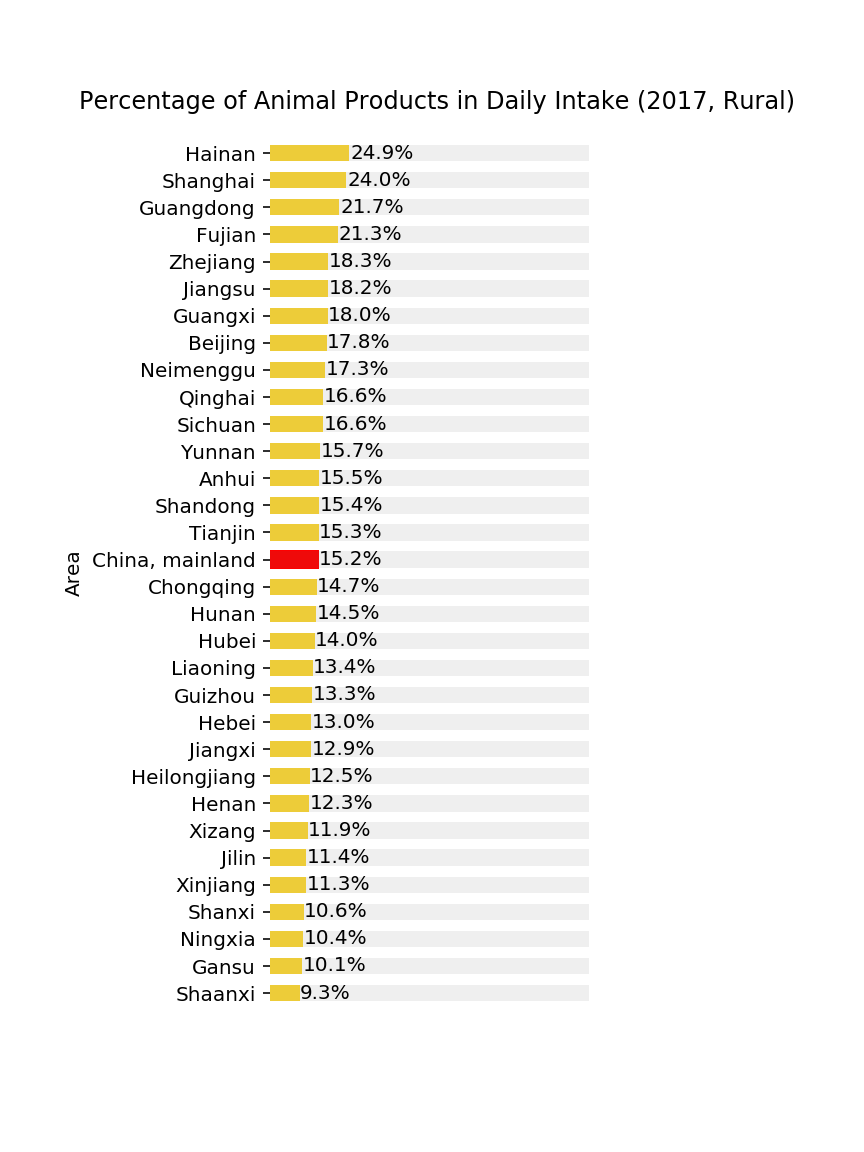 Percentage of Animal Products in Daily Intake (2017, Rural)
Hainan 24.9%
Shanghai 24.0%
Guangdong 21.7%
Fujian 21.3%
Zhejiang 18.3%
Jiangsu 18.2%
Guangxi 18.0%
Beijing 17.8%
Neimenggu 17.3%
Qinghai 16.6%
Sichuan 16.6%
Yunnan 15.7%
Anhui 15.5%
Shandong 15.4%
Tianjin 15.3%
China, mainland 15.2%
Area
Chongqing 14.7%
Hunan 14.5%
Hubei 14.0%
Liaoning 13.4%
Guizhou 13.3%
Hebei 13.0%
Jiangxi 12.9%
Heilongjiang 12.5%
Henan 12.3%
Xizang 11.9%
Jilin 11.4%
Xinjiang 11.3%
Shanxi 10.6%
Ningxia 10.4%
Gansu 10.1%
Shaanxi 9.3%